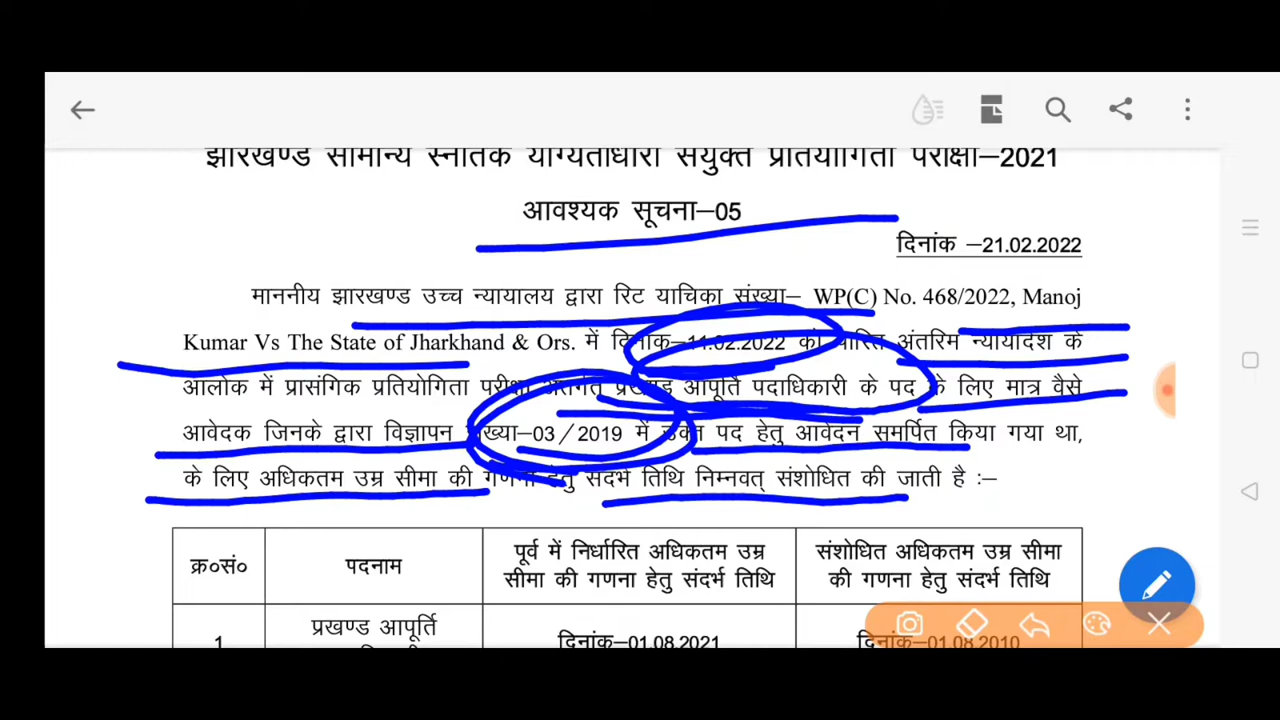 झारखण्ड सामान्य स्नातक योग्यताधारी संयुक्त प्रतियोगिता परीक्षा–2021
आवश्यक सूचना–05
दिनांक –21.02.2022
माननीय झारखण्ड उच्च न्यायालय द्वारा रिट याचिका संख्या– WP(C) No. 468/2022, Manoj
Kumar Vs The State of Jharkhand & Ors. में दिनांक–11.02.2022 को पारित अंतरिम न्यायादेश के
आलोक में प्रासंगिक प्रतियोगिता परीक्षा अंतर्गत प्रखण्ड आपूर्ति पदाधिकारी के पद के लिए मात्र वैसे
आवेदक जिनके द्वारा विज्ञापन संख्या–03/2019 में उक्त पद हेतु आवेदन समर्पित किया गया था,
के लिए अधिकतम उम्र सीमा की गणना हेतु संदर्भ तिथि निम्नवत् संशोधित की जाती है :–
क्र०सं० पदनाम पूर्व में निर्धारित अधिकतम उम्र सीमा की गणना हेतु संदर्भ तिथि संशोधित अधिकतम उम्र सीमा की गणना हेतु संदर्भ तिथि
1 प्रखण्ड आपूर्ति दिनांक–01.08.2021 दिनांक–01.08.2010